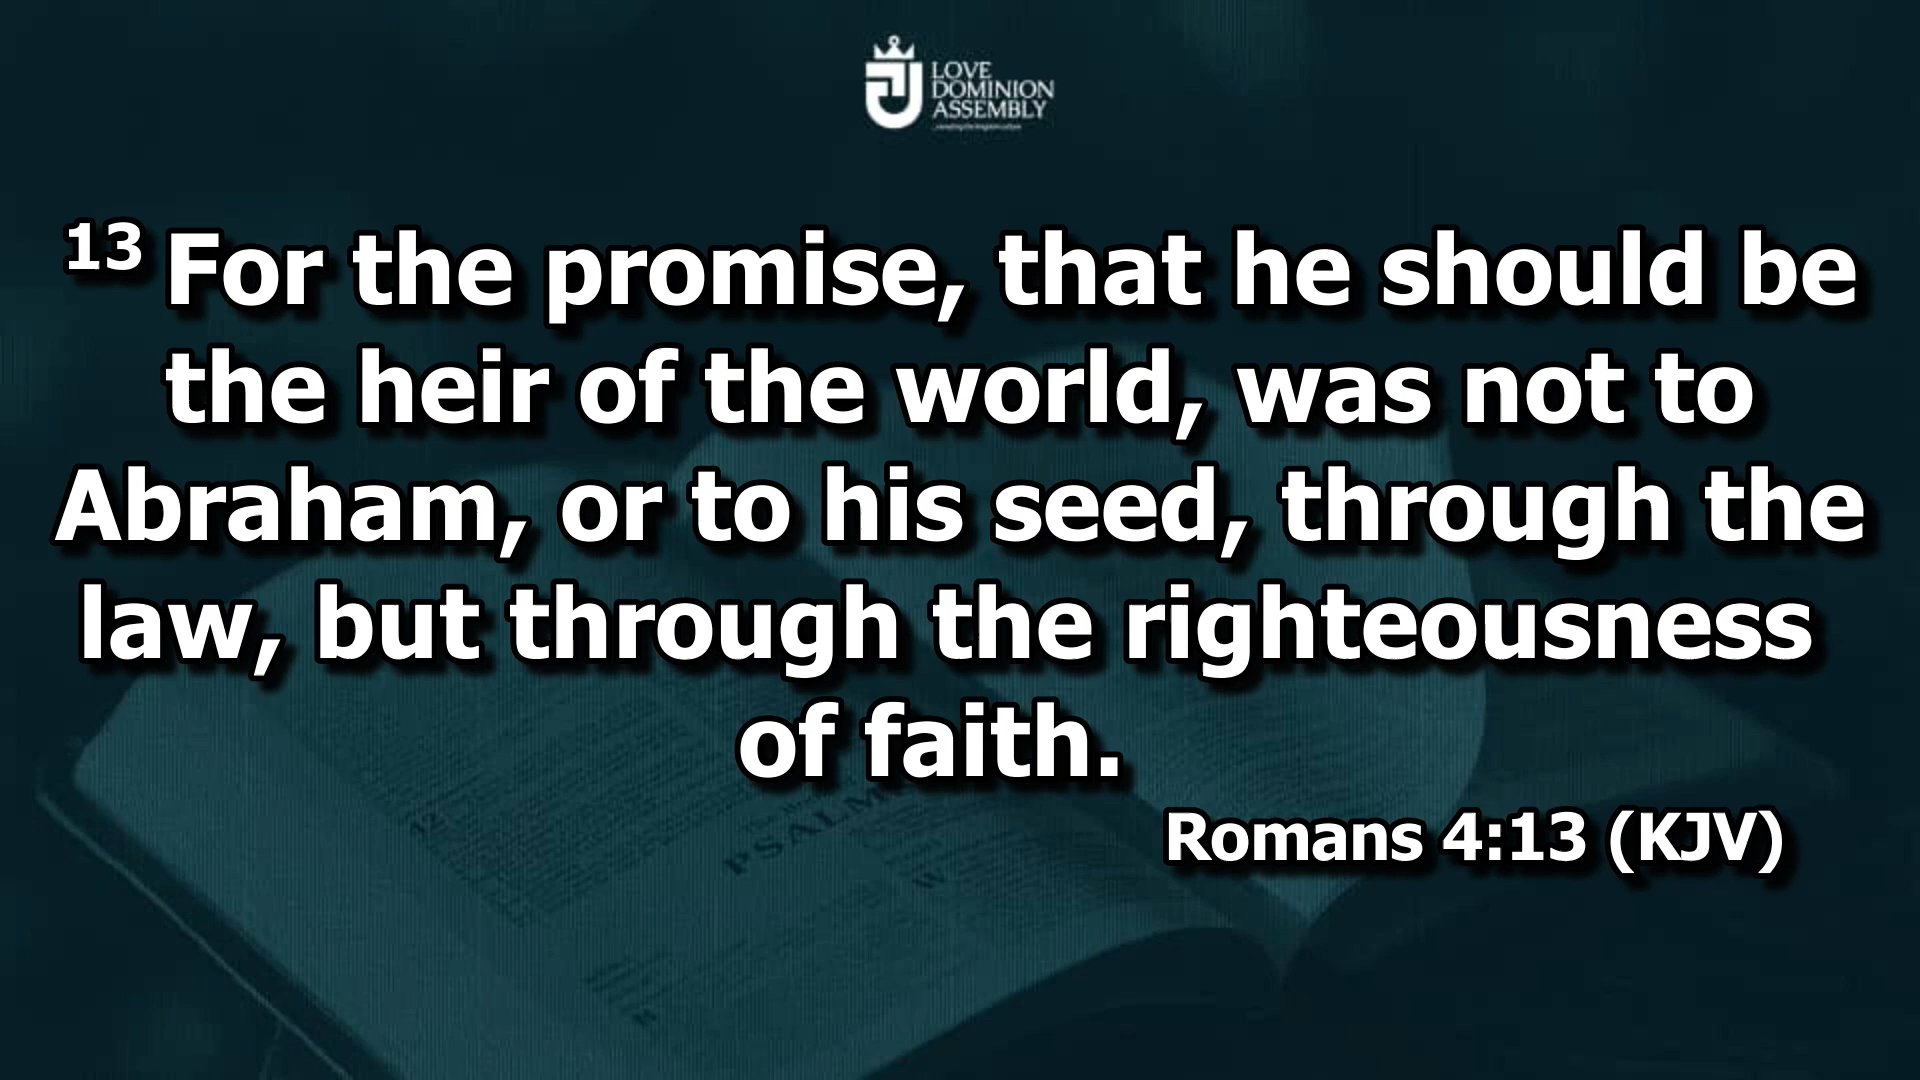 LOVE
DOMINION
ASSEMBLY
13 For the promise, that he should be
the heir of the world, was not to
Abraham, or to his seed, through the
law, but through the righteousness
of faith.
PSALM
Romans 4:13 (KJV)